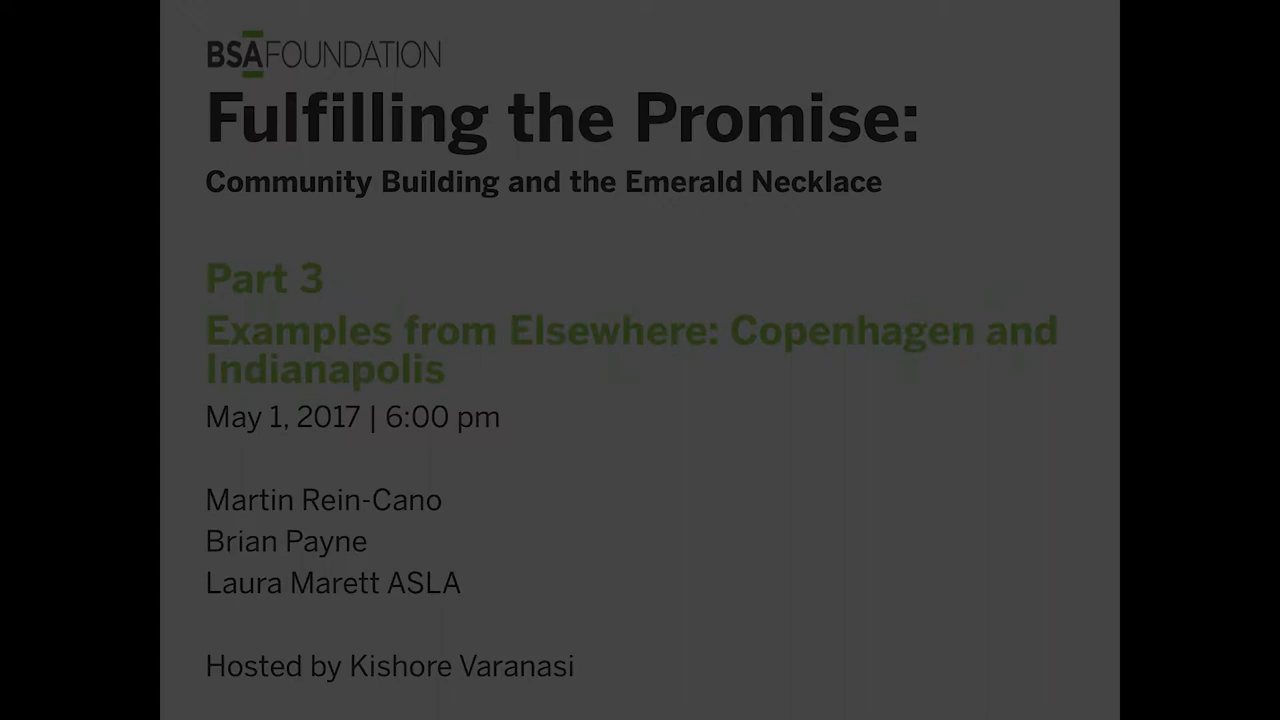 BSAFOUNDATION
Fulfilling the Promise:
Community Building and the Emerald Necklace
Part 3
Examples from Elsewhere: Copenhagen and
Indianapolis
May 1, 2017 | 6:00 pm
Martin Rein-Cano
Brian Payne
Laura Marett ASLA
Hosted by Kishore Varanasi